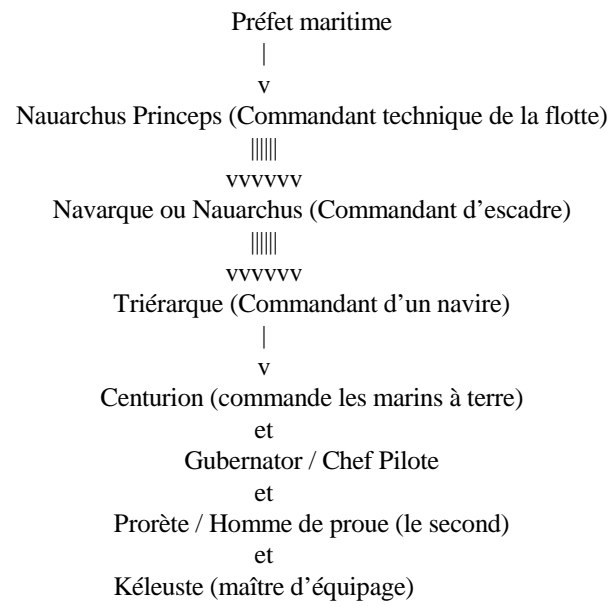 Préfet maritime
|
v
Nauarchus Princeps (Commandant technique de la flotte)
||||||
vvvvvv
Navarque ou Nauarchus (Commandant d’escadre)
||||||
vvvvvv
Triérarque (Commandant d’un navire)
|
v
Centurion (commande les marins à terre)
et
Gubernator / Chef Pilote
et
Prorète / Homme de proue (le second)
et
Kéleuste (maître d’équipage)